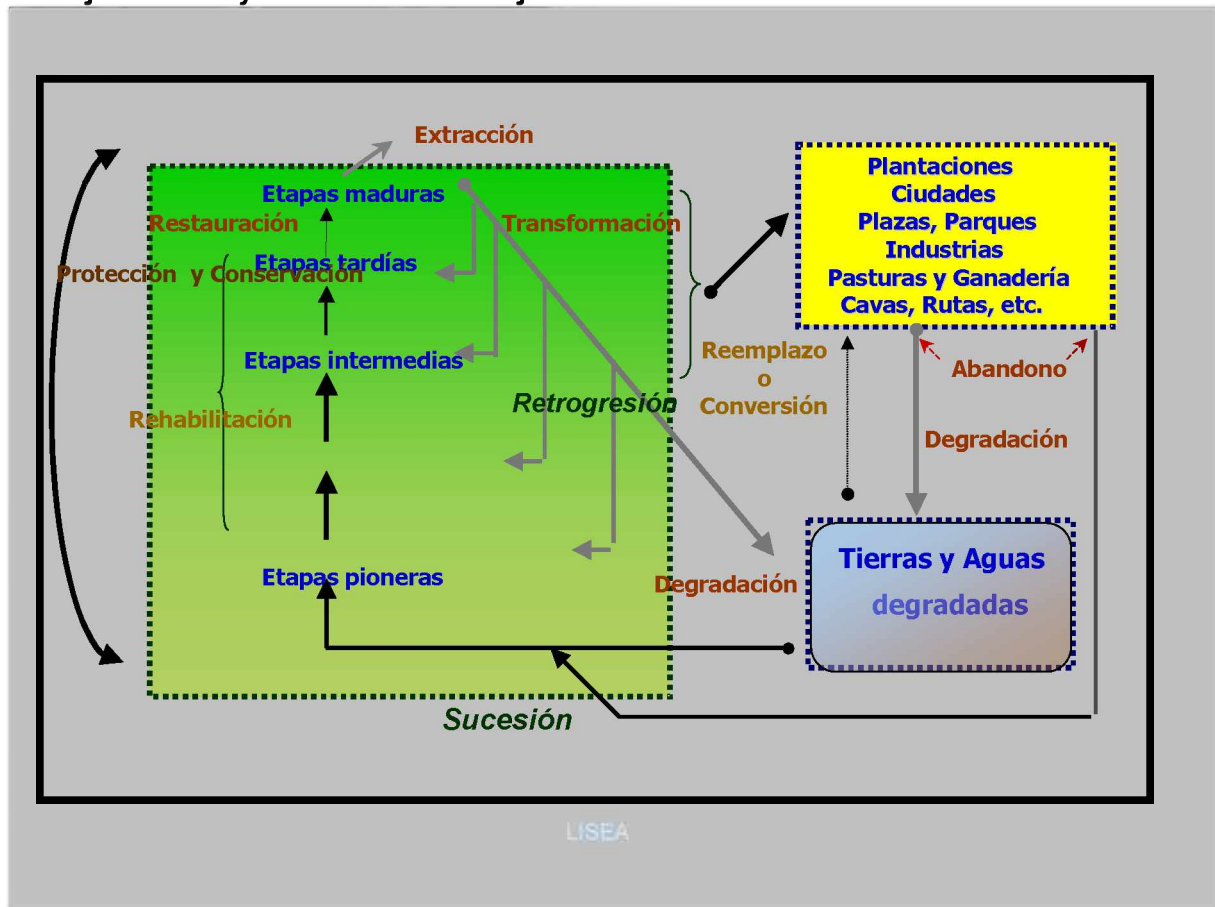 Extracción
Etapas maduras
Restauración
Transformación
Etapas tardías
Protección y Conservación
Etapas intermedias
Retrogresión
Rehabilitación
Etapas pioneras
Degradación
Sucesión
Plantaciones
Ciudades
Plazas, Parques
Industrias
Pasturas y Ganadería
Cavas, Rutas, etc.
Reemplazo
o
Conversión
Abandono
Degradación
Tierras y Aguas
degradadas
LISEA